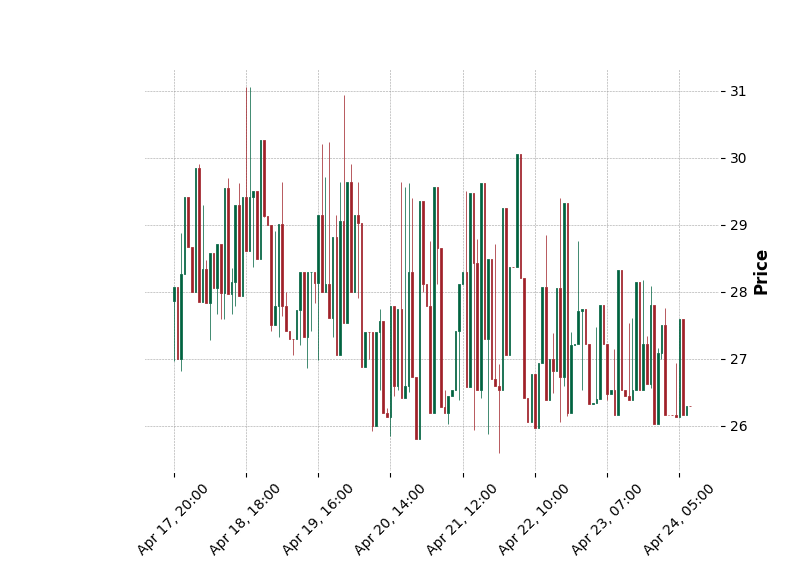 31
30
29
28
27
26
Price
Apr 17, 20:00
Apr 18, 18:00
Apr 19, 16:00
Apr 20, 14:00
Apr 21, 12:00
Apr 22, 10:00
Apr 23, 07:00
Apr 24, 05:00